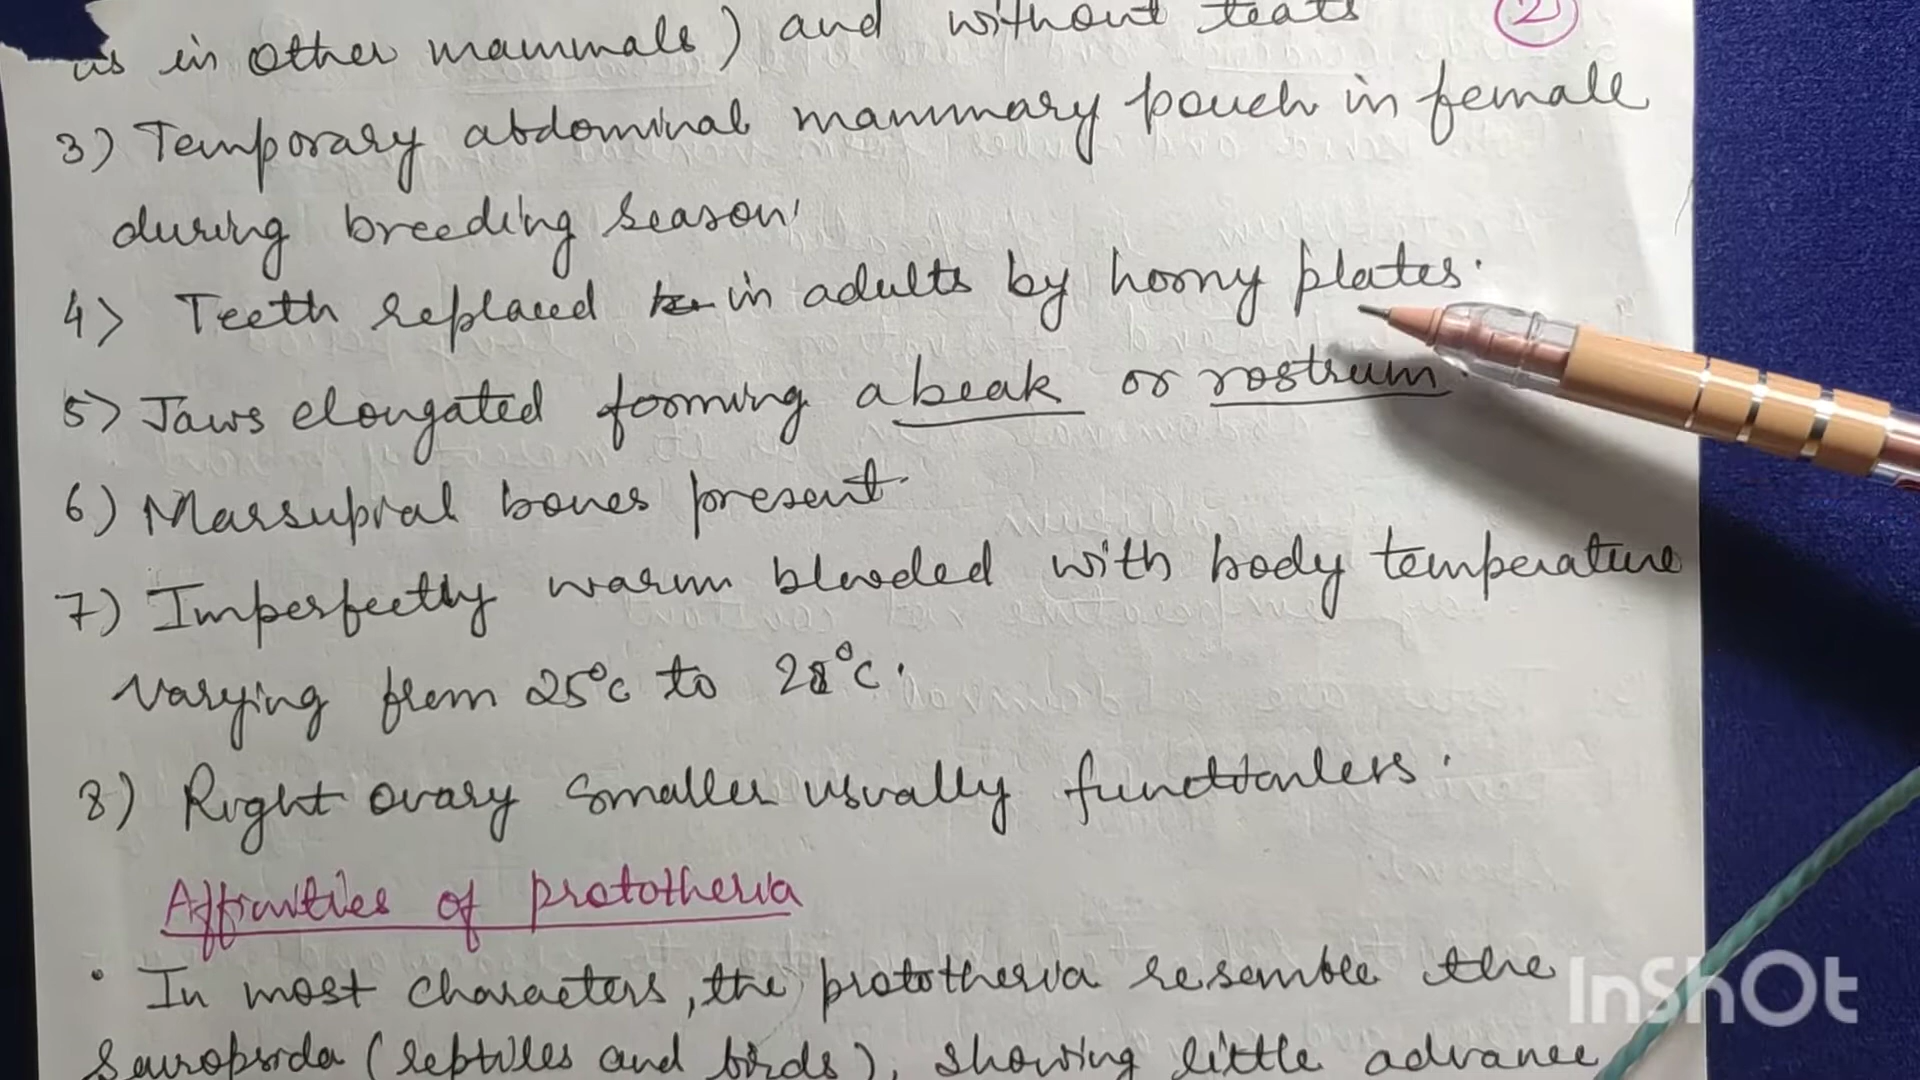 us in other mammals) and without teats
2
3) Temporary abdominal mammary pouch in female
during breeding season
4) Teeth replaced in adults by horny plates.
5) Jaws elongated forming a beak or rostrum.
6) Marsupial bones present.
7) Imperfectly warm blooded with body temperature
varying from 25°c to 28°c.
8) Right ovary smaller usually functionless.
Affinities of prototheria
• In most characters, the prototheria resemble the
Sauropsida (reptiles and birds), showing little advance
InShOt